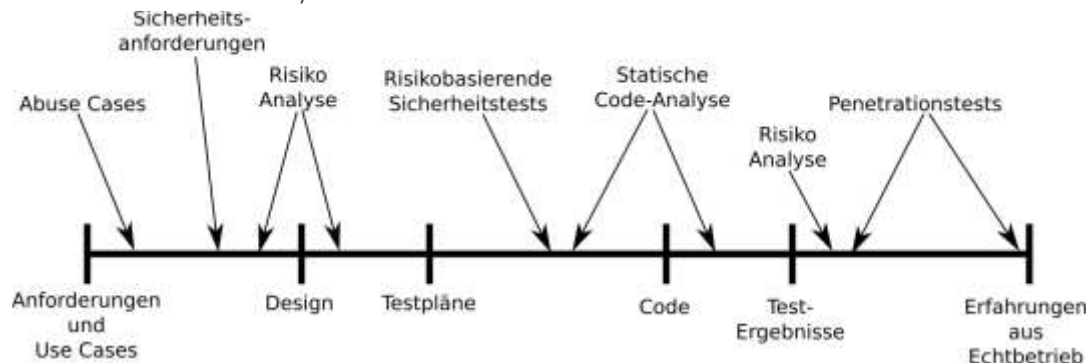 Sicherheits-
anforderungen
Abuse Cases
Risiko
Analyse
Risikobasierende
Sicherheitstests
Statische
Code-Analyse
Risiko
Analyse
Penetrationstests
Anforderungen
und
Use Cases
Design
Testpläne
Code
Test-
Ergebnisse
Erfahrungen
aus
Echtbetrieb